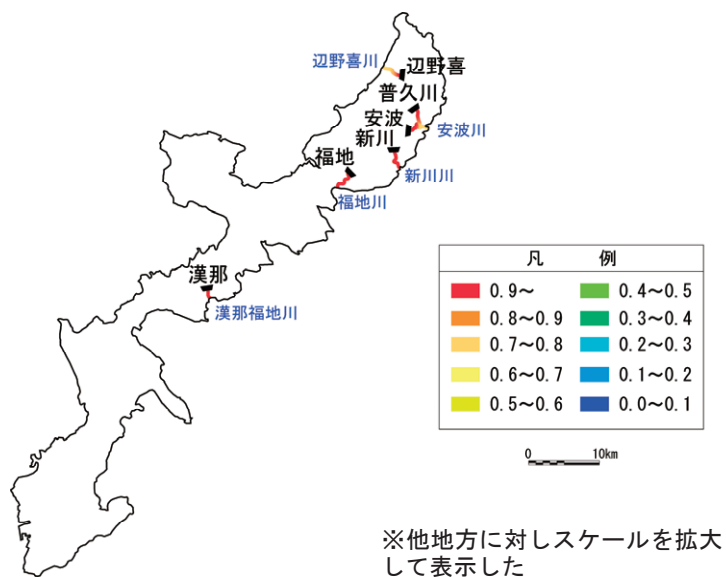 辺野喜川
辺野喜
普久川
安波
安波川
新川
福地
新川川
福地川
漢那
漢那福地川
凡 例
0.9~ 0.4~0.5
0.8~0.9 0.3~0.4
0.7~0.8 0.2~0.3
0.6~0.7 0.1~0.2
0.5~0.6 0.0~0.1
0 10km
※他地方に対しスケールを拡大
して表示した